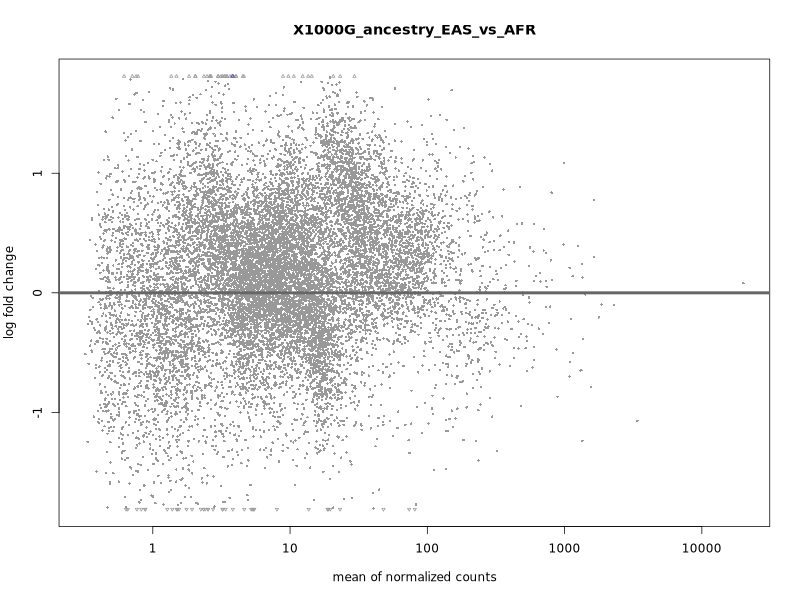 X1000G_ancestry_EAS_vs_AFR
log fold change
1
0
-1
1
10
100
1000
10000
mean of normalized counts